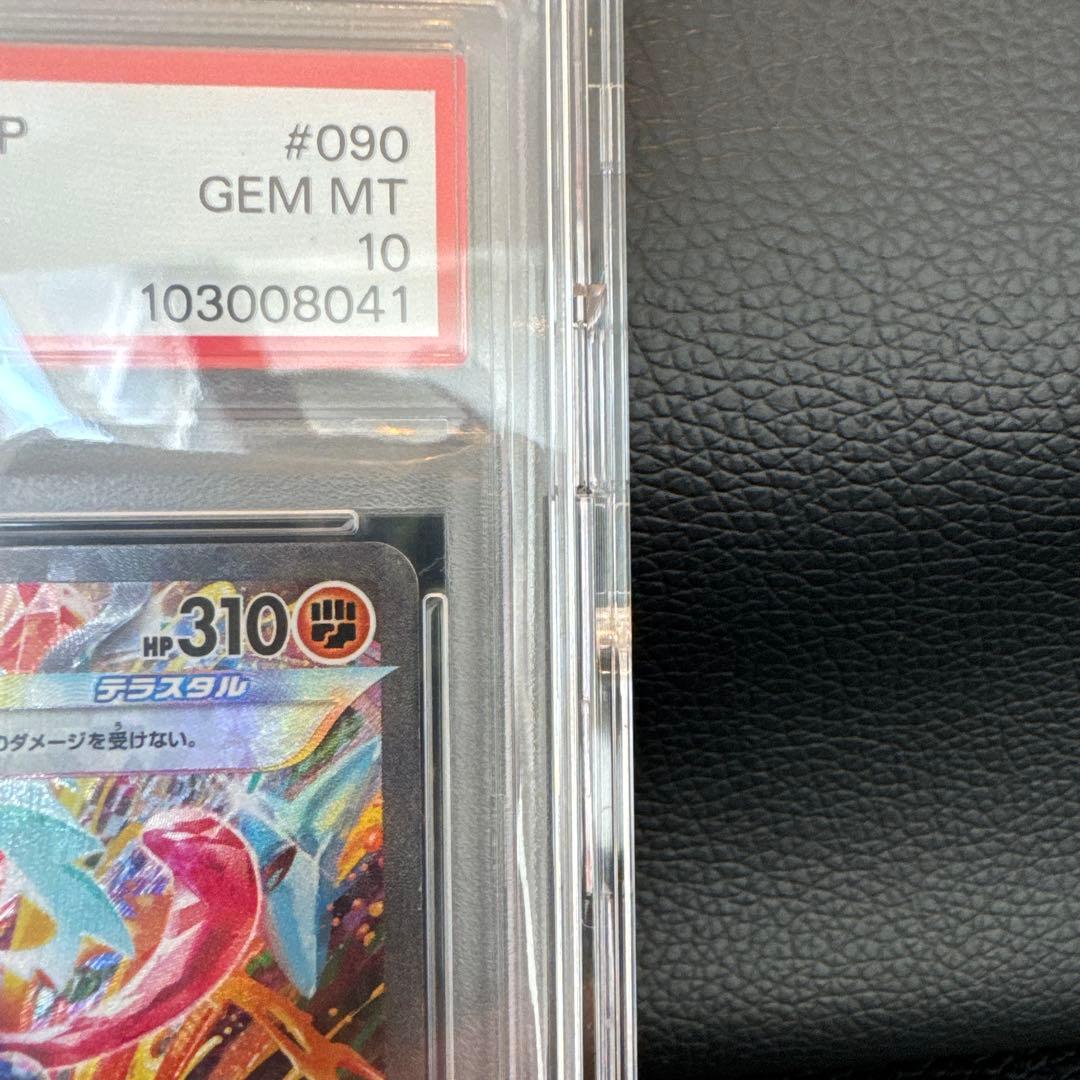 P #090
GEM MT
10
103008041
HP310
テラスタル
のダメージを受けない。
う